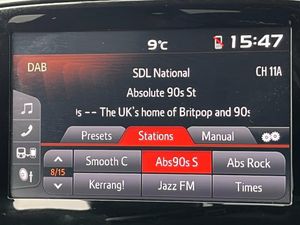 9°C 15:47
DAB SDL National CH 11A
Absolute 90s St
s -- The UK's home of Britpop and 90s
Presets Stations Manual
Smooth C Abs90s S Abs Rock
8/15
Kerrang! Jazz FM Times